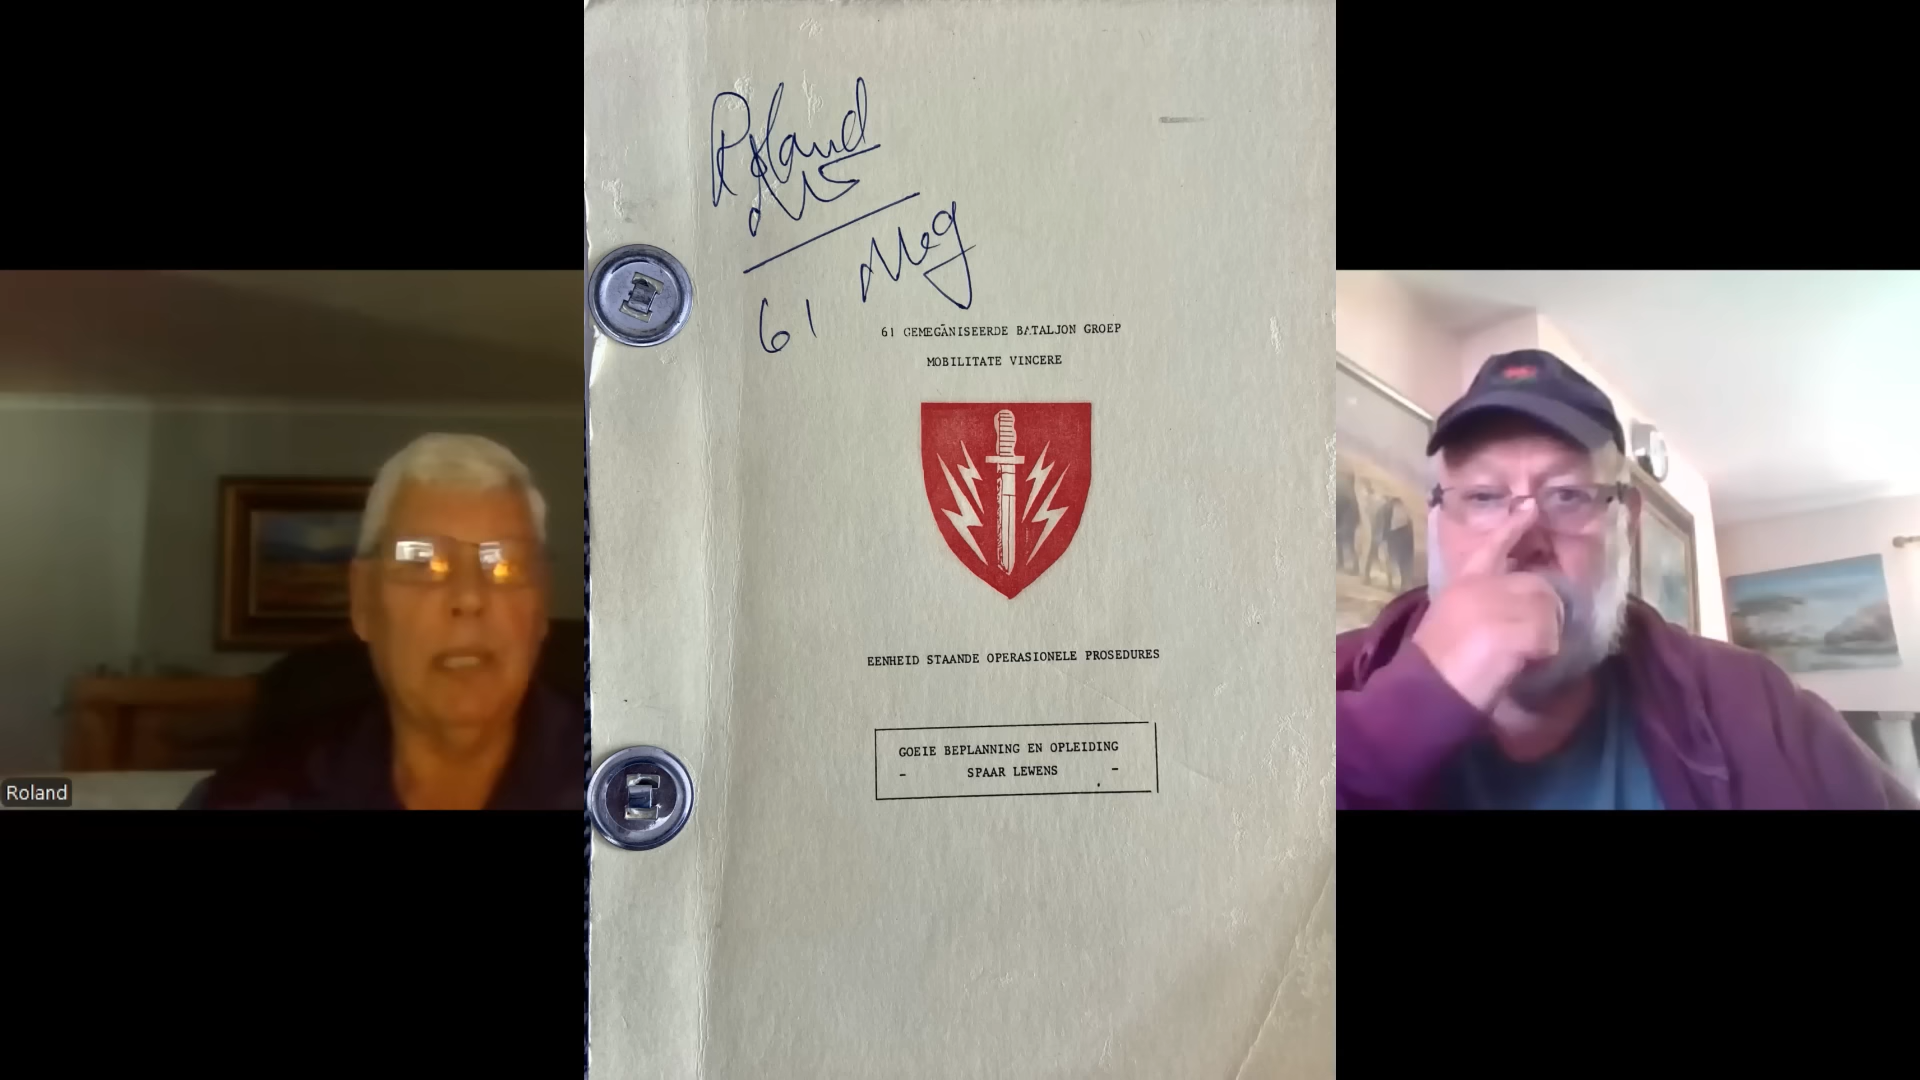 Roland
61 Meg
61 GEMEGANISEERDE BATALJON GROEP
MOBILITATE VINCERE
EENHEID STAANDE OPERASIONELE PROSEDURES
GOEIE BEPLANNING EN OPLEIDING
- SPAAR LEWENS -
Roland